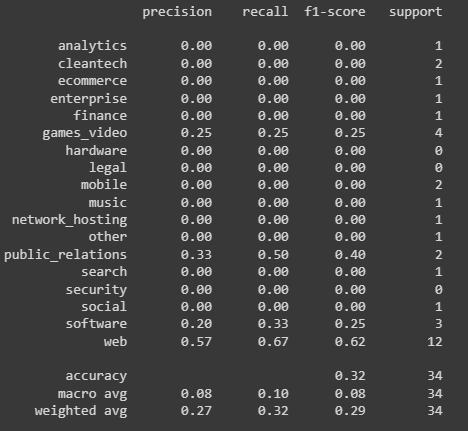 precision recall f1-score support
analytics 0.00 0.00 0.00 1
cleantech 0.00 0.00 0.00 2
ecommerce 0.00 0.00 0.00 1
enterprise 0.00 0.00 0.00 1
finance 0.00 0.00 0.00 1
games_video 0.25 0.25 0.25 4
hardware 0.00 0.00 0.00 0
legal 0.00 0.00 0.00 0
mobile 0.00 0.00 0.00 2
music 0.00 0.00 0.00 1
network_hosting 0.00 0.00 0.00 1
other 0.00 0.00 0.00 1
public_relations 0.33 0.50 0.40 2
search 0.00 0.00 0.00 1
security 0.00 0.00 0.00 0
social 0.00 0.00 0.00 1
software 0.20 0.33 0.25 3
web 0.57 0.67 0.62 12
accuracy 0.32 34
macro avg 0.08 0.10 0.08 34
weighted avg 0.27 0.32 0.29 34